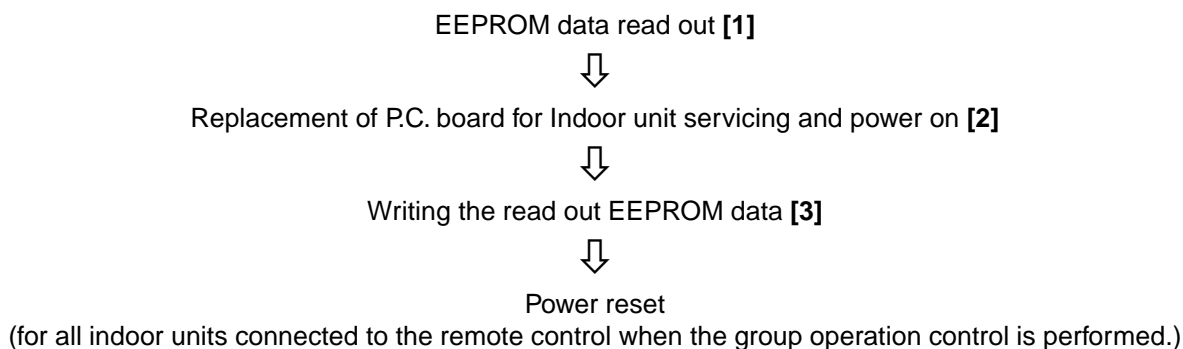 EEPROM data read out [1]
Replacement of P.C. board for Indoor unit servicing and power on [2]
Writing the read out EEPROM data [3]
Power reset
(for all indoor units connected to the remote control when the group operation control is performed.)